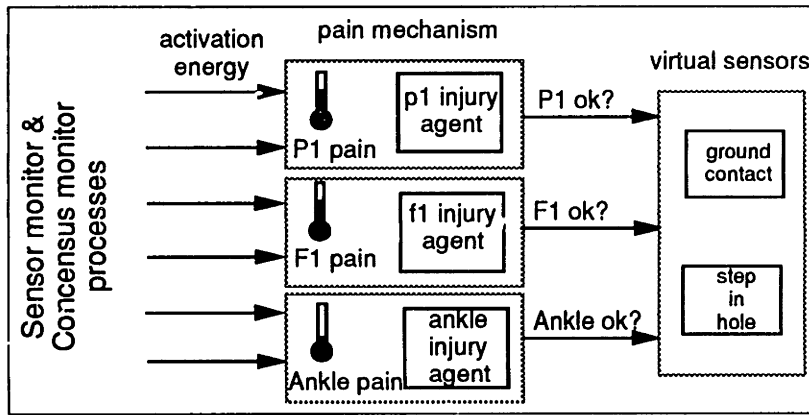 activation
energy
pain mechanism
virtual sensors
Sensor monitor &
Concensus monitor
processes
P1 pain
p1 injury
agent
P1 ok?
F1 pain
f1 injury
agent
F1 ok?
Ankle pain
ankle
injury
agent
Ankle ok?
ground
contact
step
in
hole